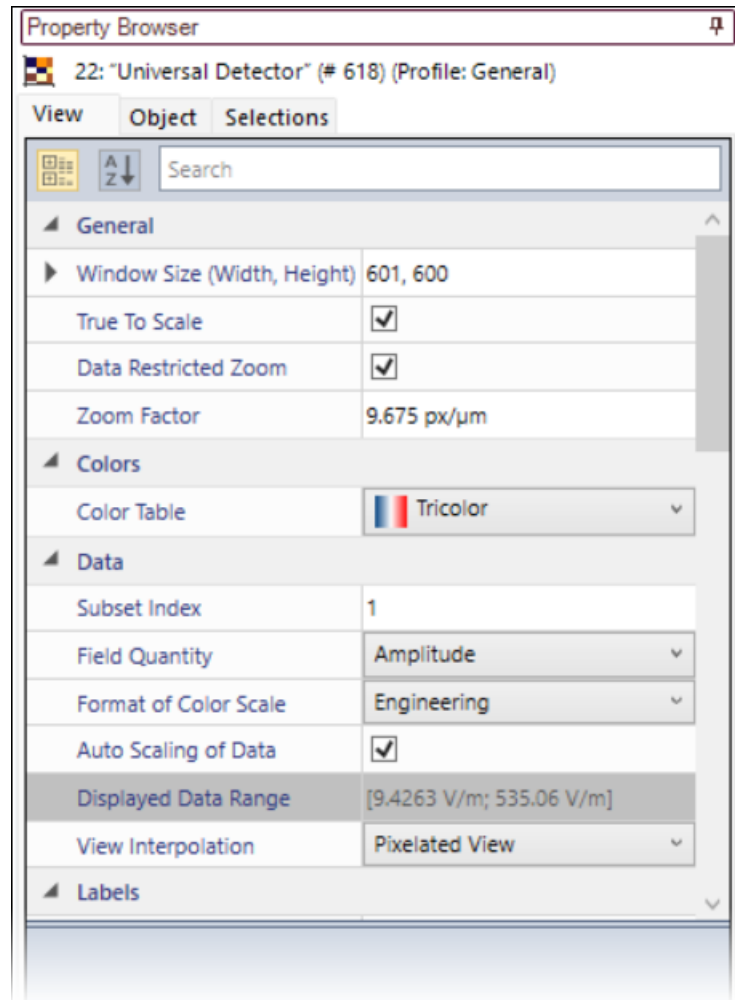 Property Browser
22: "Universal Detector" (# 618) (Profile: General)
View Object Selections
A Z Search
General
Window Size (Width, Height) 601, 600
True To Scale
Data Restricted Zoom
Zoom Factor 9.675 px/µm
Colors
Color Table Tricolor
Data
Subset Index 1
Field Quantity Amplitude
Format of Color Scale Engineering
Auto Scaling of Data
Displayed Data Range [9.4263 V/m; 535.06 V/m]
View Interpolation Pixelated View
Labels